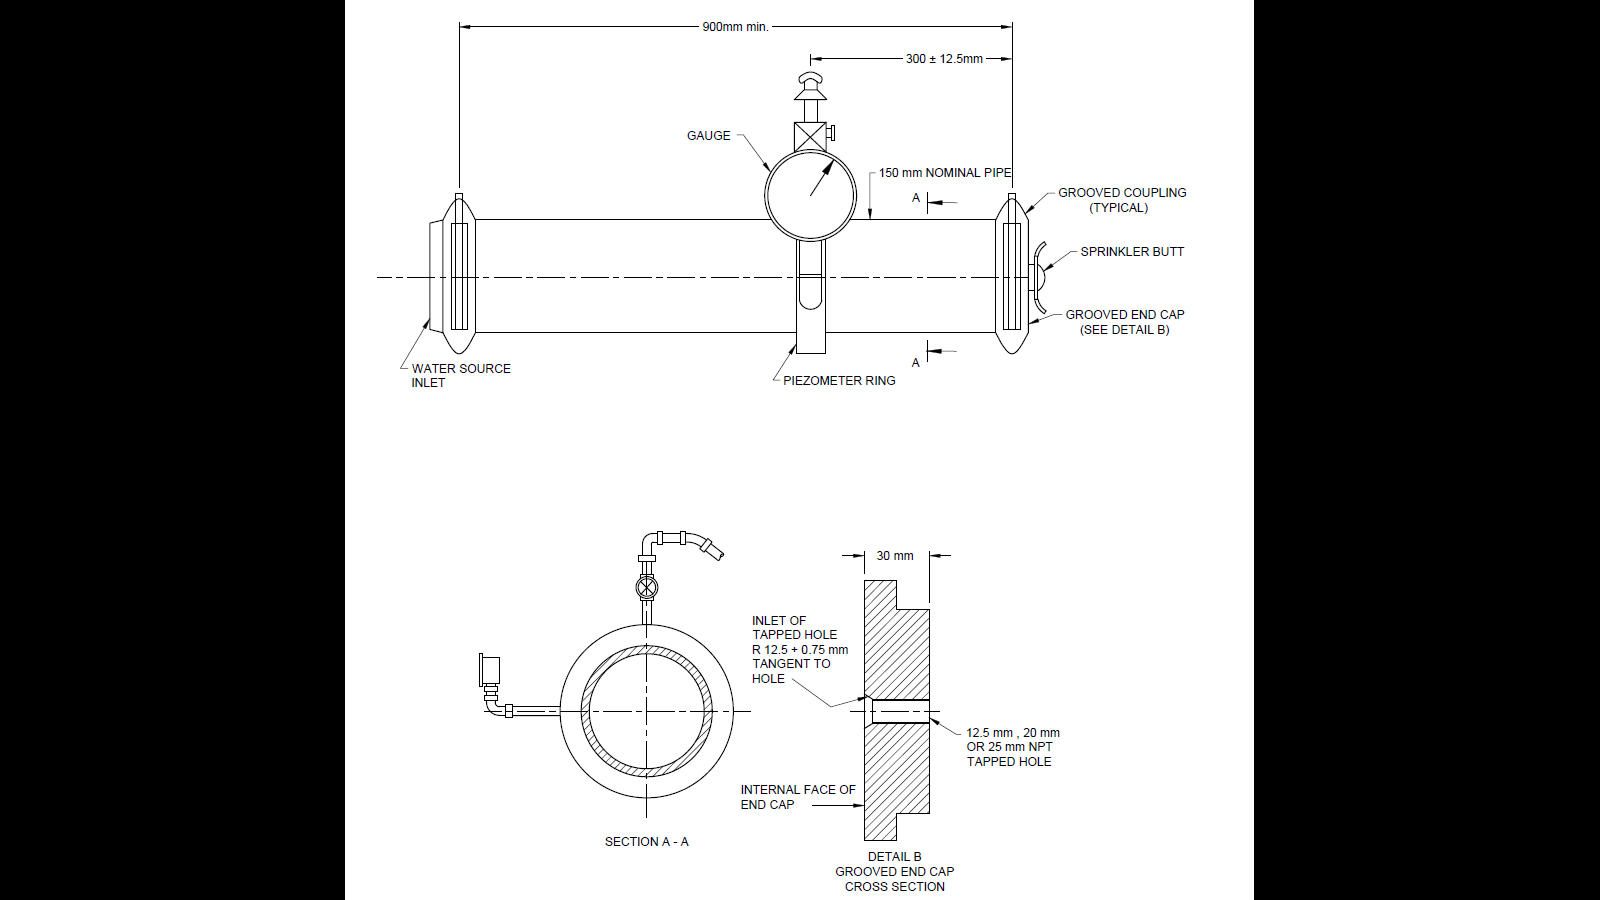 900mm min.
300 ± 12.5mm
GAUGE
150 mm NOMINAL PIPE
A
GROOVED COUPLING
(TYPICAL)
SPRINKLER BUTT
GROOVED END CAP
(SEE DETAIL B)
A
WATER SOURCE
INLET
PIEZOMETER RING
30 mm
INLET OF
TAPPED HOLE
R 12.5 + 0.75 mm
TANGENT TO
HOLE
12.5 mm , 20 mm
OR 25 mm NPT
TAPPED HOLE
INTERNAL FACE OF
END CAP
SECTION A - A
DETAIL B
GROOVED END CAP
CROSS SECTION